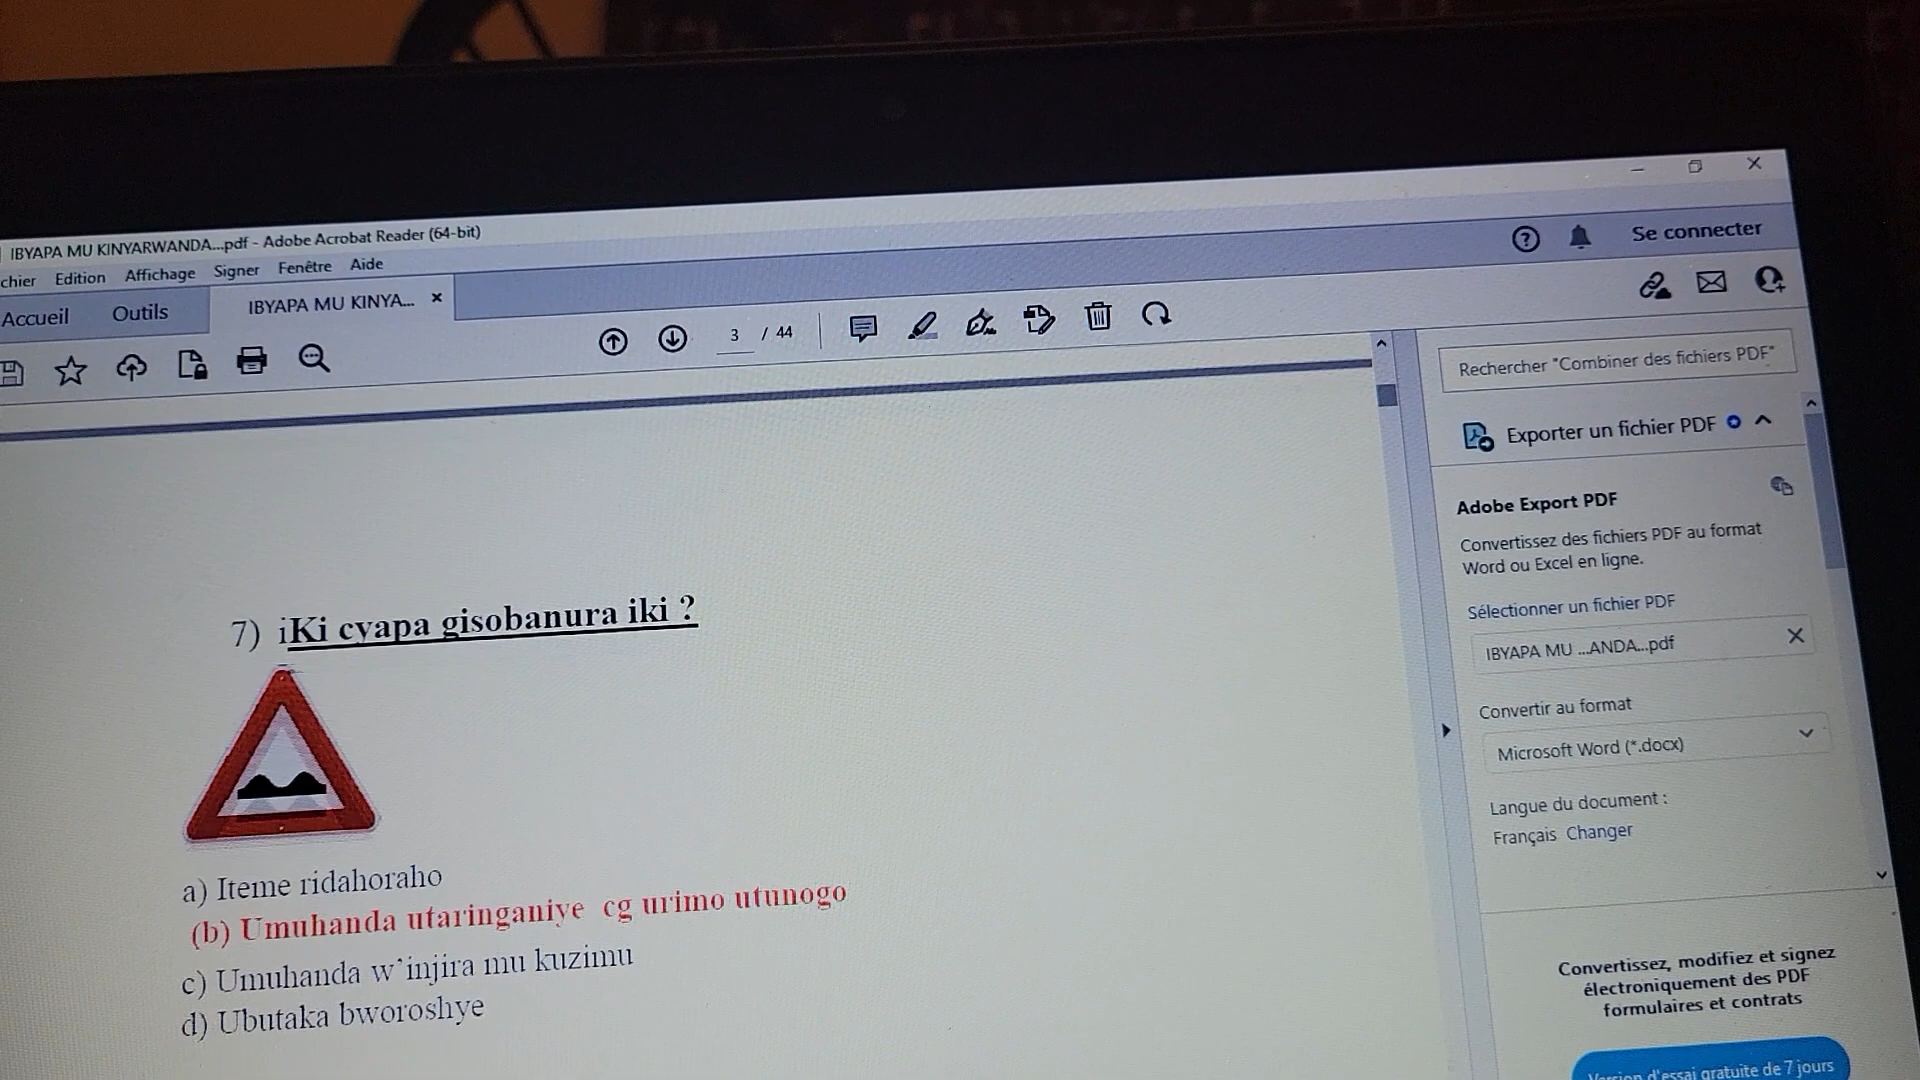 IBYAPA MU KINYARWANDA...pdf - Adobe Acrobat Reader (64-bit)
chier Edition Affichage Signer Fenêtre Aide
Se connecter
Accueil Outils IBYAPA MU KINYA... ×
3 / 44
Rechercher "Combiner des fichiers PDF"
Exporter un fichier PDF
Adobe Export PDF
Convertissez des fichiers PDF au format
Word ou Excel en ligne.
Sélectionner un fichier PDF
IBYAPA MU ...ANDA...pdf
Convertir au format
Microsoft Word (*.docx)
Langue du document :
Français Changer
Convertissez, modifiez et signez
électroniquement des PDF
formulaires et contrats
Version d'essai gratuite de 7 jours
7) iKi cyapa gisobanura iki ?
a) Iteme ridahoraho
(b) Umuhanda utaringaniye cg urimo utunogo
c) Umuhanda w'injira mu kuzimu
d) Ubutaka bworoshye